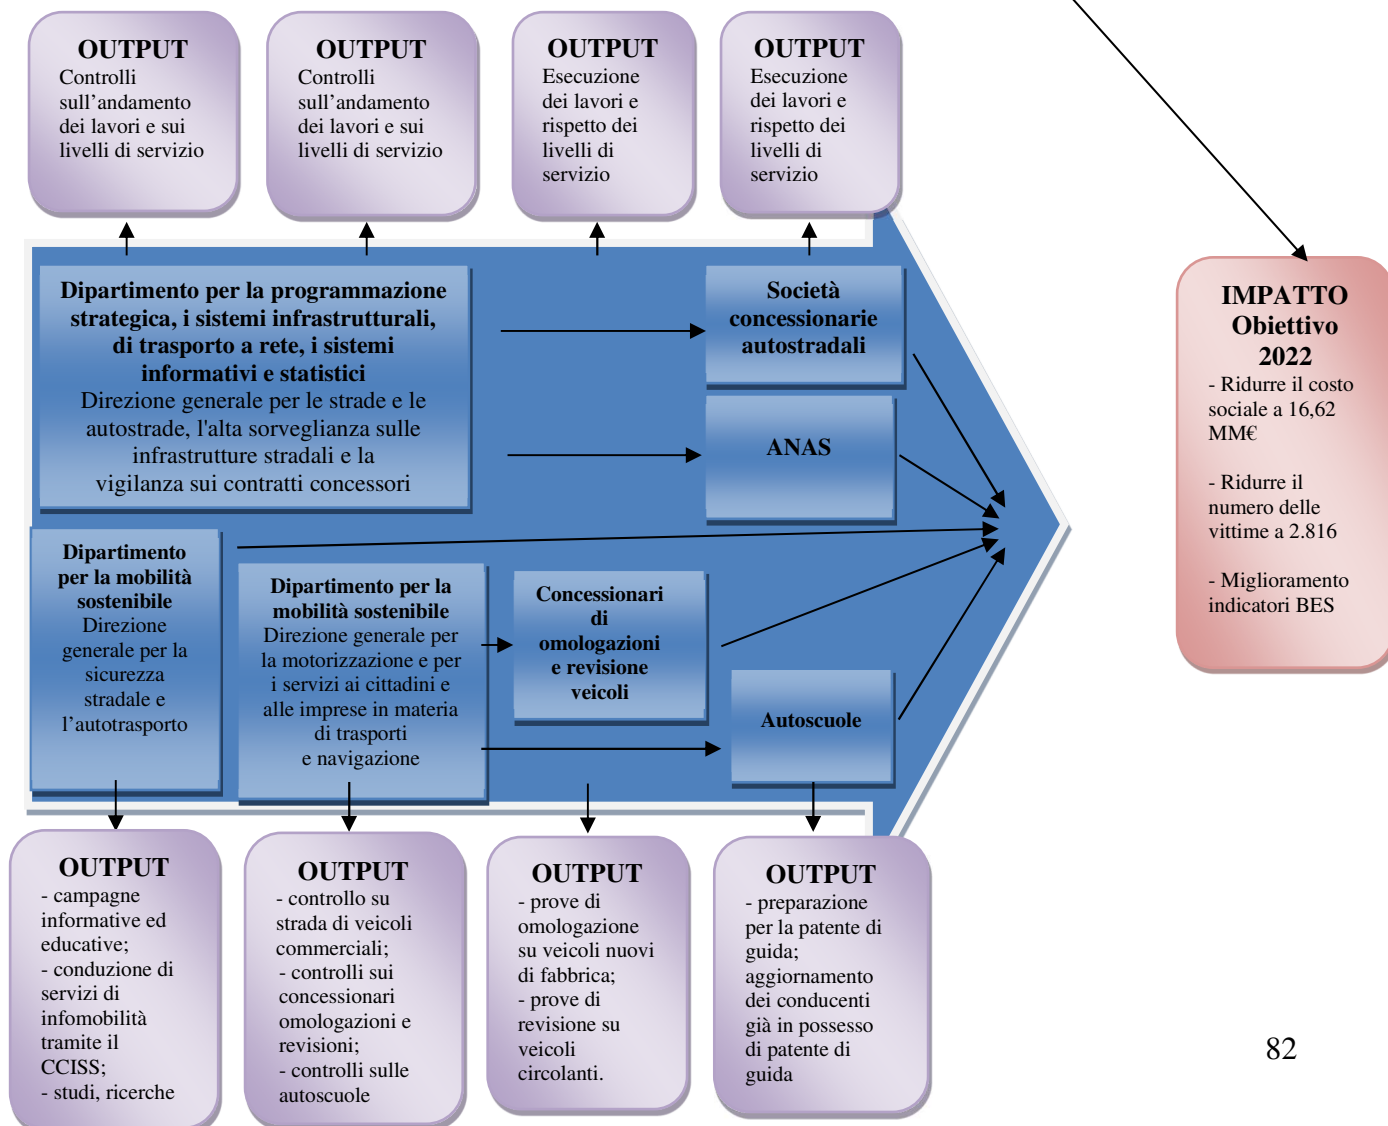 OUTPUT
Controlli
sull’andamento
dei lavori e sui
livelli di servizio
OUTPUT
Controlli
sull’andamento
dei lavori e sui
livelli di servizio
OUTPUT
Esecuzione
dei lavori e
rispetto dei
livelli di
servizio
OUTPUT
Esecuzione
dei lavori e
rispetto dei
livelli di
servizio
Dipartimento per la programmazione
strategica, i sistemi infrastrutturali,
di trasporto a rete, i sistemi
informativi e statistici
Direzione generale per le strade e le
autostrade, l'alta sorveglianza sulle
infrastrutture stradali e la
vigilanza sui contratti concessori
Società
concessionarie
autostradali
ANAS
IMPATTO
Obiettivo
2022
- Ridurre il costo
sociale a 16,62
MM€
- Ridurre il
numero delle
vittime a 2.816
- Miglioramento
indicatori BES
Dipartimento
per la mobilità
sostenibile
Direzione
generale per la
sicurezza
stradale e
l’autotrasporto
Dipartimento per la
mobilità sostenibile
Direzione generale per
la motorizzazione e per
i servizi ai cittadini e
alle imprese in materia
di trasporti
e navigazione
Concessionari
di
omologazioni
e revisione
veicoli
Autoscuole
OUTPUT
- campagne
informative ed
educative;
- conduzione di
servizi di
infomobilità
tramite il
CCISS;
- studi, ricerche
OUTPUT
- controllo su
strada di veicoli
commerciali;
- controlli sui
concessionari
omologazioni e
revisioni;
- controlli sulle
autoscuole
OUTPUT
- prove di
omologazione
su veicoli nuovi
di fabbrica;
- prove di
revisione su
veicoli
circolanti.
OUTPUT
- preparazione
per la patente di
guida;
aggiornamento
dei conducenti
già in possesso
di patente di
guida
82